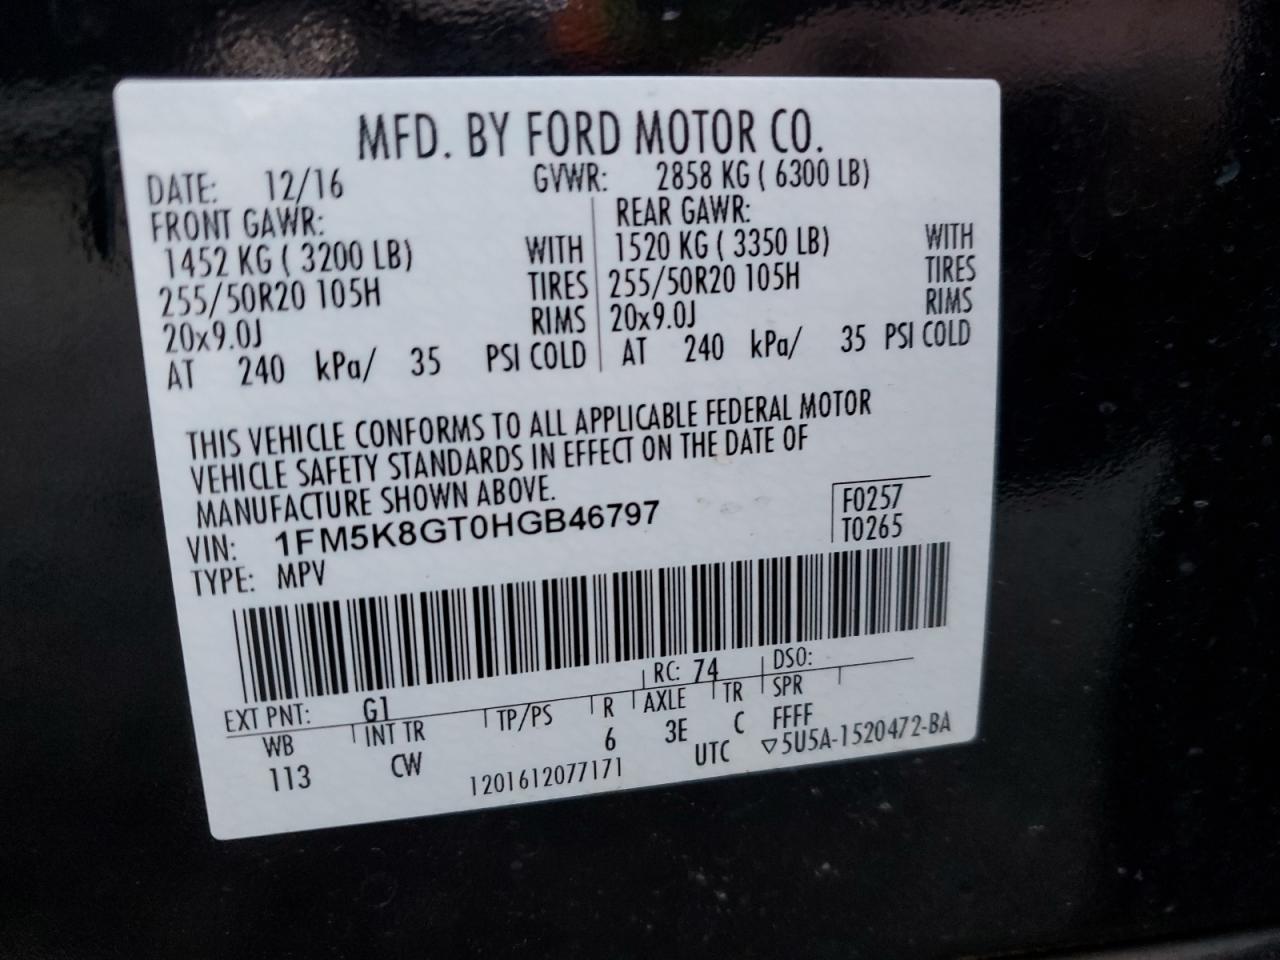 MFD. BY FORD MOTOR CO.
DATE: 12/16 GVWR: 2858 KG ( 6300 LB)
FRONT GAWR: REAR GAWR:
1452 KG ( 3200 LB) WITH 1520 KG ( 3350 LB) WITH
255/50R20 105H TIRES 255/50R20 105H TIRES
20x9.0J RIMS 20x9.0J RIMS
AT 240 kPa/ 35 PSI COLD AT 240 kPa/ 35 PSI COLD
THIS VEHICLE CONFORMS TO ALL APPLICABLE FEDERAL MOTOR
VEHICLE SAFETY STANDARDS IN EFFECT ON THE DATE OF
MANUFACTURE SHOWN ABOVE.
VIN: 1FM5K8GT0HGB46797 F0257
TYPE: MPV T0265
EXT PNT: G1 RC: 74 DSO:
WB INT TR TP/PS R AXLE TR SPR
113 CW 6 3E C FFFF
1201612077171 UTC ▽5U5A-1520472-BA